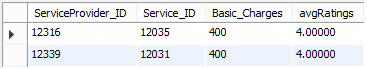 ServiceProvider_ID Service_ID Basic_Charges avgRatings
12316 12035 400 4.00000
12339 12031 400 4.00000